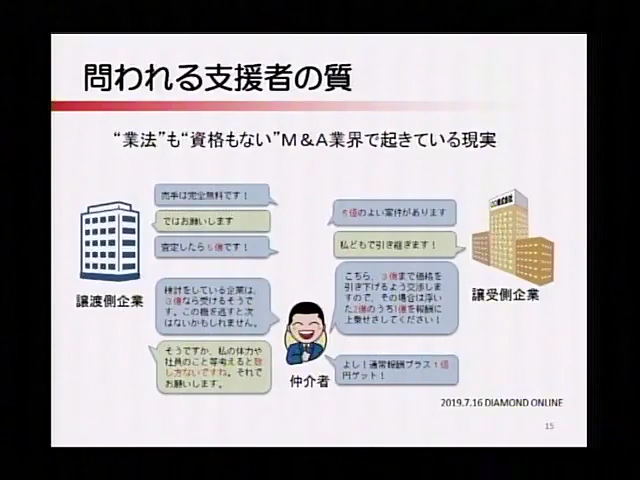 問われる支援者の質
“業法”も“資格もない”M&A業界で起きている現実
着手は完全無料です！
ではお願いします
査定したら５億です！
検討をしている企業は、
３億なら受けるそうで
す。この機を逃すと次
はないかもしれません。
そうですか、私の体力や
社員のこと等考えると致
し方ないですね。それで
お願いします。
譲渡側企業
５億のよい案件があります
私どもで引き継ぎます！
こちら、３億まで価格を
引き下げるよう交渉しま
すので、その場合は浮い
た2億のうち1億を報酬に
上乗せさせてください！
よし！通常報酬プラス１億
円ゲット！
仲介者
株式会社
譲受側企業
2019.7.16 DIAMOND ONLINE
15